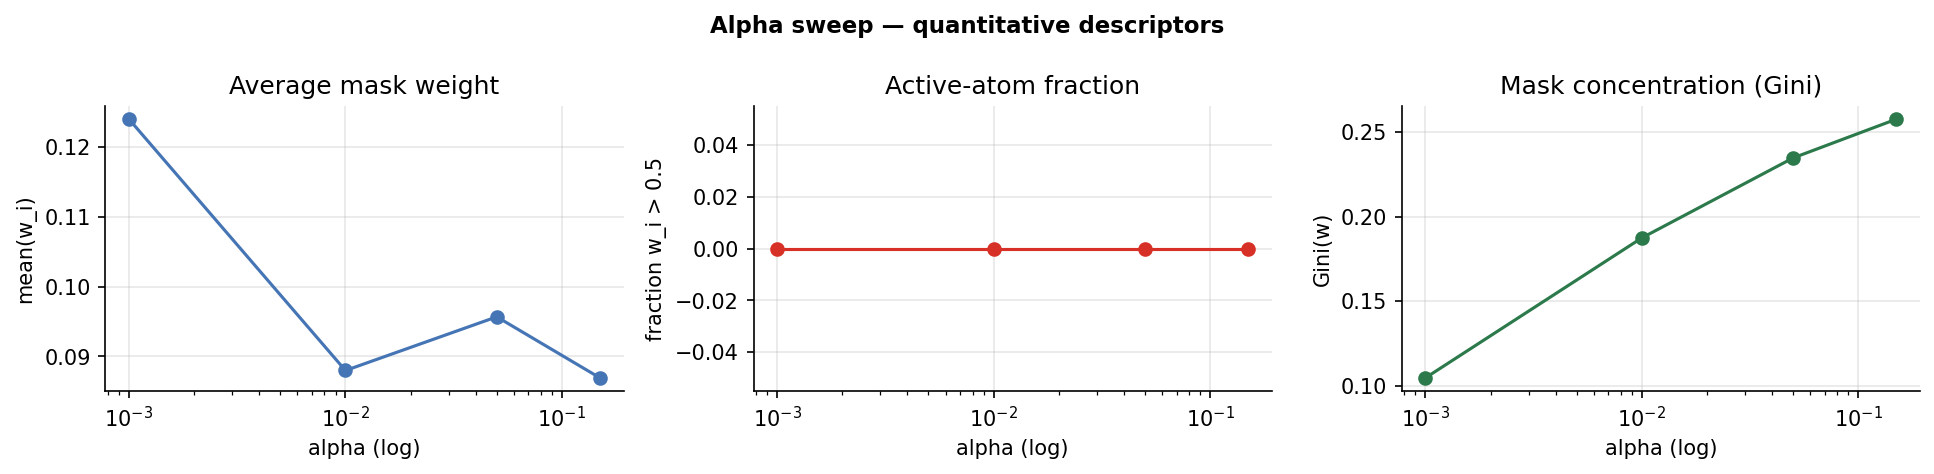 Alpha sweep — quantitative descriptors
Average mask weight
mean(w_i)
0.12
0.11
0.10
0.09
10⁻³
10⁻²
10⁻¹
alpha (log)
Active-atom fraction
fraction w_i > 0.5
0.04
0.02
0.00
−0.02
−0.04
10⁻³
10⁻²
10⁻¹
alpha (log)
Mask concentration (Gini)
Gini(w)
0.25
0.20
0.15
0.10
10⁻³
10⁻²
10⁻¹
alpha (log)